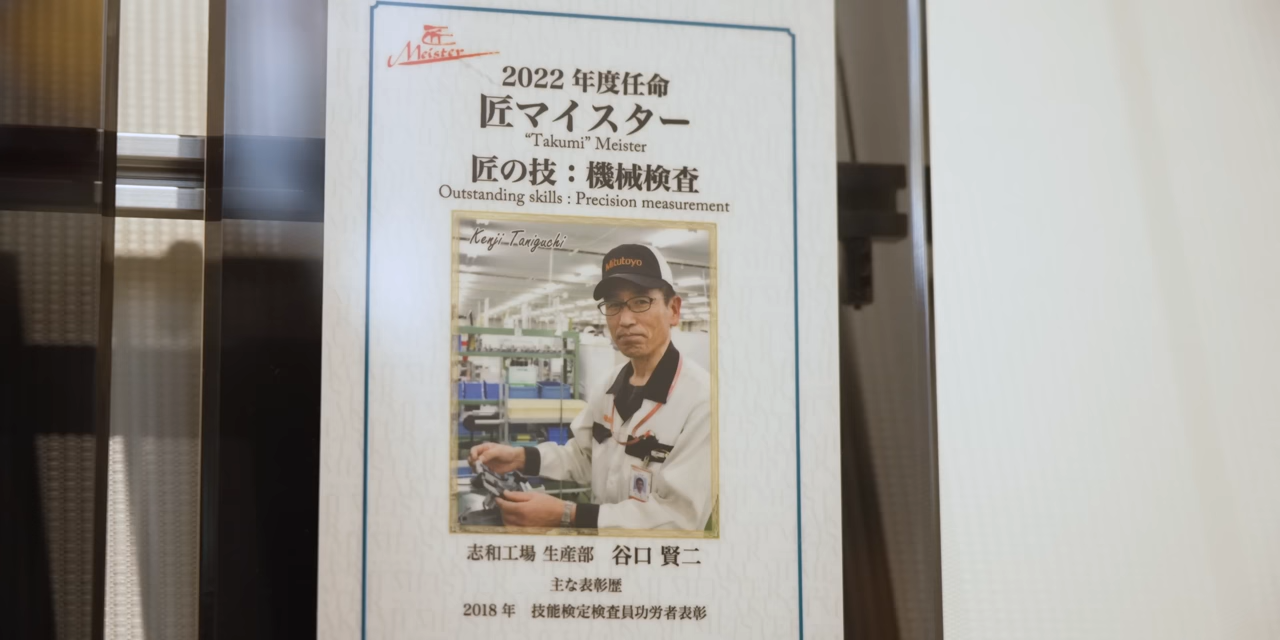 匠
Meister
2022 年度任命
匠マイスター
“Takumi” Meister
匠の技：機械検査
Outstanding skills : Precision measurement
Kenji Taniguchi
Mitutoyo
志和工場 生産部 谷口 賢二
主な表彰歴
2018 年 技能検定検査員功労者表彰